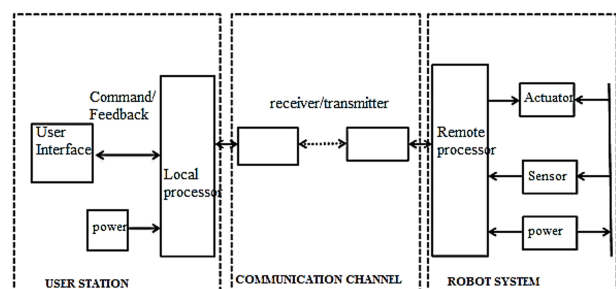 Command/
Feedback
User
Interface
Local
processor
power
USER STATION
receiver/transmitter
COMMUNICATION CHANNEL
Remote
processor
Actuator
Sensor
power
ROBOT SYSTEM